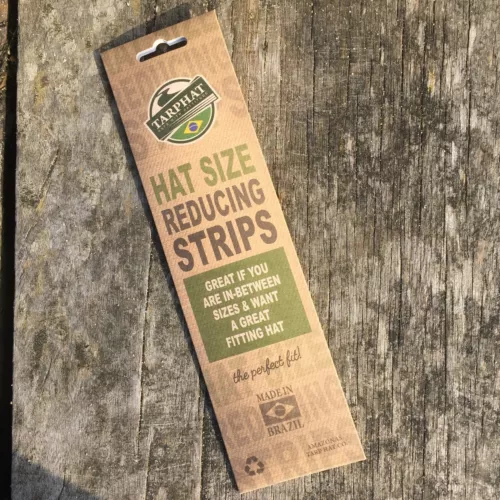 TARPHAT
HAT SIZE
REDUCING
STRIPS
GREAT IF YOU
ARE IN-BETWEEN
SIZES & WANT
A GREAT
FITTING HAT
the perfect fit!
MADE IN
BRAZIL
AMAZONAS